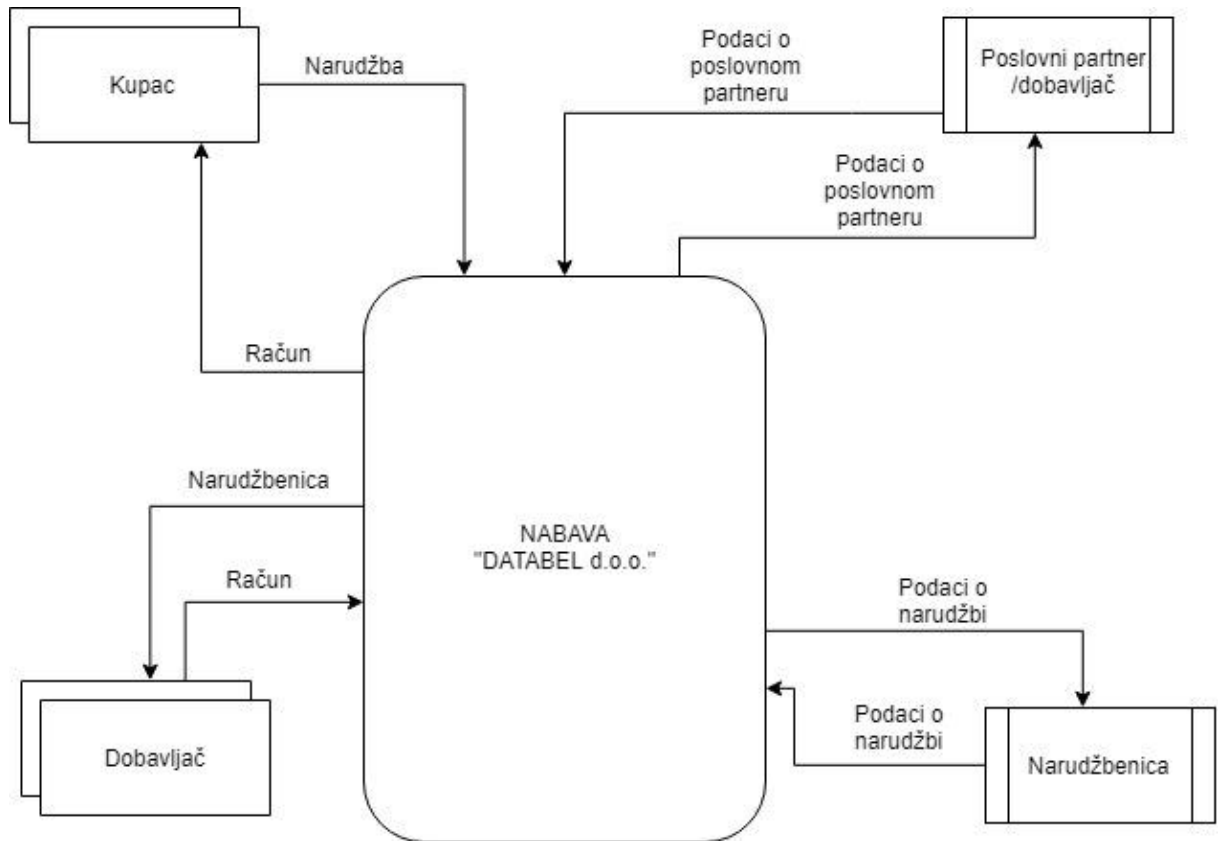 Kupac
Narudžba
Podaci o
poslovnom
partneru
Poslovni partner
/dobavljač
Podaci o
poslovnom
partneru
Račun
Narudžbenica
Račun
Dobavljač
NABAVA
"DATABEL d.o.o."
Podaci o
narudžbi
Podaci o
narudžbi
Narudžbenica